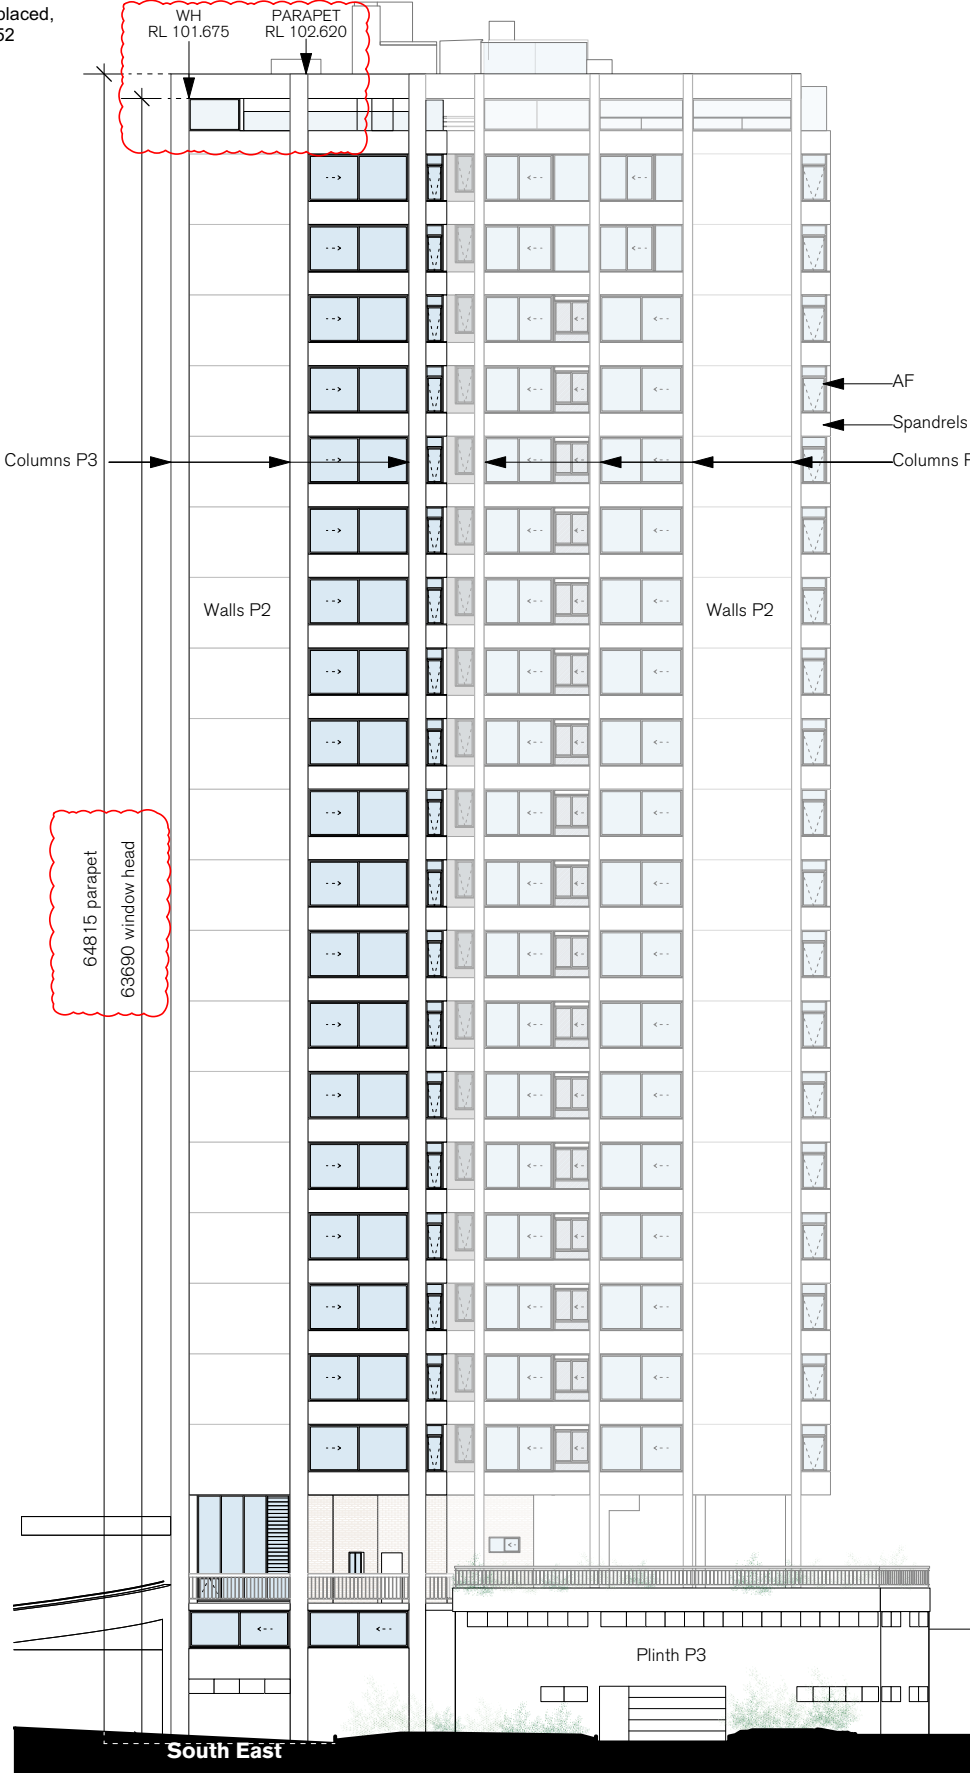 placed,
52
WH
RL 101.675
PARAPET
RL 102.620
AF
Spandrels
Columns P3
Columns
Walls P2
Walls P2
64815 parapet
63690 window head
Plinth P3
South East